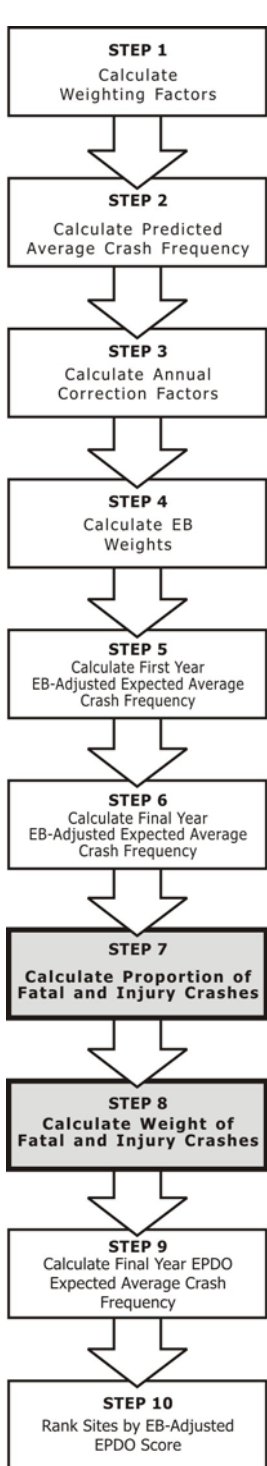 STEP 1
Calculate
Weighting Factors
STEP 2
Calculate Predicted
Average Crash Frequency
STEP 3
Calculate Annual
Correction Factors
STEP 4
Calculate EB
Weights
STEP 5
Calculate First Year
EB-Adjusted Expected Average
Crash Frequency
STEP 6
Calculate Final Year
EB-Adjusted Expected Average
Crash Frequency
STEP 7
Calculate Proportion of
Fatal and Injury Crashes
STEP 8
Calculate Weight of
Fatal and Injury Crashes
STEP 9
Calculate Final Year EPDO
Expected Average Crash
Frequency
STEP 10
Rank Sites by EB-Adjusted
EPDO Score